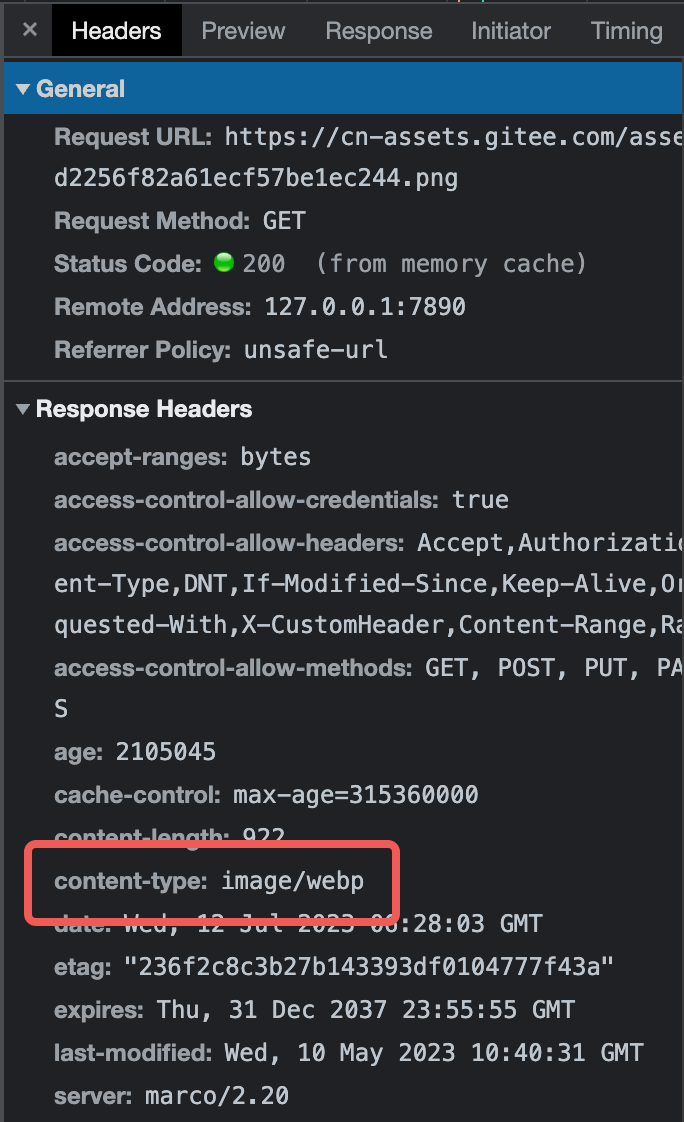 × Headers Preview Response Initiator Timing
General
Request URL: https://cn-assets.gitee.com/asse
d2256f82a61ecf57be1ec244.png
Request Method: GET
Status Code: 200 (from memory cache)
Remote Address: 127.0.0.1:7890
Referrer Policy: unsafe-url
Response Headers
accept-ranges: bytes
access-control-allow-credentials: true
access-control-allow-headers: Accept,Authorizatio
ent-Type,DNT,If-Modified-Since,Keep-Alive,Or
quested-With,X-CustomHeader,Content-Range,Ra
access-control-allow-methods: GET, POST, PUT, PA
S
age: 2105045
cache-control: max-age=315360000
content-length: 922
content-type: image/webp
date: Wed, 12 Jul 2023 06:28:03 GMT
etag: "236f2c8c3b27b143393df0104777f43a"
expires: Thu, 31 Dec 2037 23:55:55 GMT
last-modified: Wed, 10 May 2023 10:40:31 GMT
server: marco/2.20